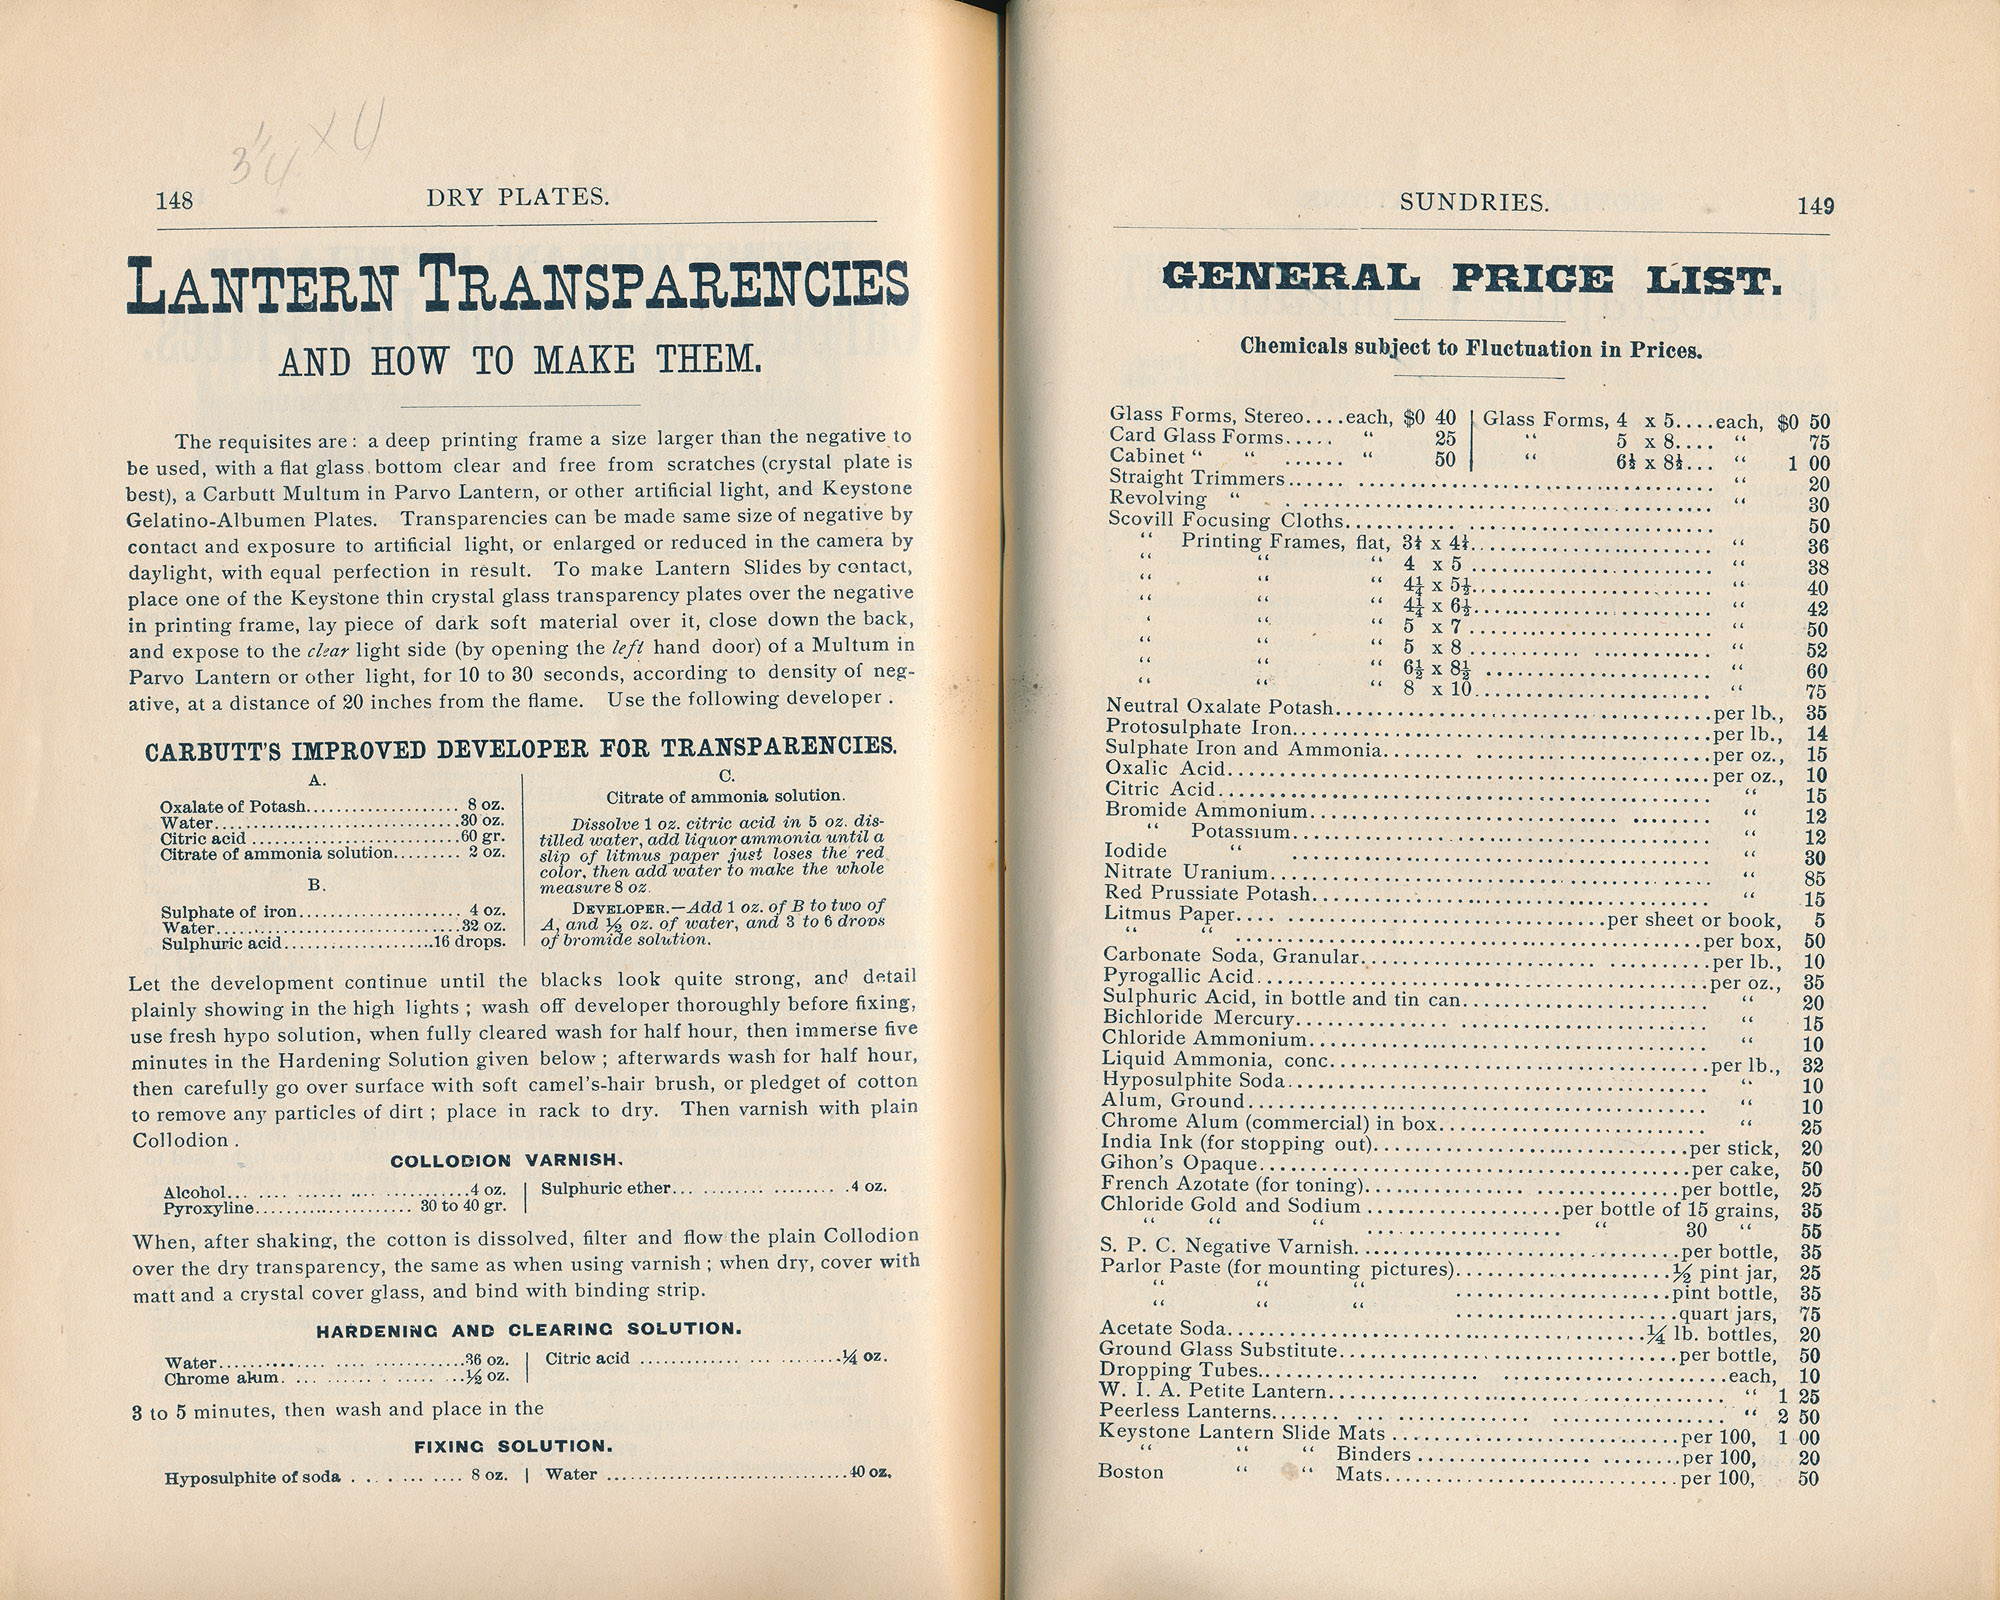 3 1/4 x 4
148 DRY PLATES.
LANTERN TRANSPARENCIES
AND HOW TO MAKE THEM.
The requisites are: a deep printing frame a size larger than the negative to
be used, with a flat glass bottom clear and free from scratches (crystal plate is
best), a Carbutt Multum in Parvo Lantern, or other artificial light, and Keystone
Gelatino-Albumen Plates. Transparencies can be made same size of negative by
contact and exposure to artificial light, or enlarged or reduced in the camera by
daylight, with equal perfection in result. To make Lantern Slides by contact,
place one of the Keystone thin crystal glass transparency plates over the negative
in printing frame, lay piece of dark soft material over it, close down the back,
and expose to the clear light side (by opening the left hand door) of a Multum in
Parvo Lantern or other light, for 10 to 30 seconds, according to density of neg-
ative, at a distance of 20 inches from the flame. Use the following developer.
CARBUTT'S IMPROVED DEVELOPER FOR TRANSPARENCIES.
A.
Oxalate of Potash.................... 8 oz.
Water................................30 oz.
Citric acid ............................60 gr.
Citrate of ammonia solution......... 2 oz.
B.
Sulphate of iron...................... 4 oz.
Water................................32 oz.
Sulphuric acid.....................16 drops.
C.
Citrate of ammonia solution.
Dissolve 1 oz. citric acid in 5 oz. dis-
tilled water, add liquor ammonia until a
slip of litmus paper just loses the red
color, then add water to make the whole
measure 8 oz.
DEVELOPER.—Add 1 oz. of B to two of
A, and ½ oz. of water, and 3 to 6 drops
of bromide solution.
Let the development continue until the blacks look quite strong, and detail
plainly showing in the high lights; wash off developer thoroughly before fixing,
use fresh hypo solution, when fully cleared wash for half hour, then immerse five
minutes in the Hardening Solution given below; afterwards wash for half hour,
then carefully go over surface with soft camel's-hair brush, or pledget of cotton
to remove any particles of dirt; place in rack to dry. Then varnish with plain
Collodion.
COLLODION VARNISH.
Alcohol... .... ...... .. ..........4 oz. | Sulphuric ether... ......... ......... .4 oz.
Pyroxyline........................ 30 to 40 gr. |
When, after shaking, the cotton is dissolved, filter and flow the plain Collodion
over the dry transparency, the same as when using varnish; when dry, cover with
matt and a crystal cover glass, and bind with binding strip.
HARDENING AND CLEARING SOLUTION.
Water.............. .... ...............36 oz. | Citric acid ............... ... .........¼ oz.
Chrome alum. ... ....... . ..... ...½ oz. |
3 to 5 minutes, then wash and place in the
FIXING SOLUTION.
Hyposulphite of soda . . .. ... .... 8 oz. | Water .................................40 oz.
SUNDRIES. 149
GENERAL PRICE LIST.
Chemicals subject to Fluctuation in Prices.
Glass Forms, Stereo....each, $0 40 | Glass Forms, 4 x 5....each, $0 50
Card Glass Forms..... " 25 | " 5 x 8.... " 75
Cabinet " " ...... " 50 | " 6½ x 8½... " 1 00
Straight Trimmers...... .................................... " 20
Revolving " ............................................ " 30
Scovill Focusing Cloths........... .......................... 50
" Printing Frames, flat, 3¼ x 4¼......................... " 36
" " " 4 x 5 ......................... " 38
" " " 4¼ x 5½......................... " 40
" " " 4¼ x 6½......................... " 42
" " " 5 x 7 ......................... " 50
" " " 5 x 8 ......................... " 52
" " " 6½ x 8½ ......................... " 60
" " " 8 x 10......................... " 75
Neutral Oxalate Potash..........................................per lb., 35
Protosulphate Iron..............................................per lb., 14
Sulphate Iron and Ammonia.......................................per oz., 15
Oxalic Acid.....................................................per oz., 10
Citric Acid..................................................... " 15
Bromide Ammonium................................. ........ " 12
" Potassium............................................ " 12
Iodide " ............................................ " 30
Nitrate Uranium................................................ " 85
Red Prussiate Potash............................................ " 15
Litmus Paper.... ....................................per sheet or book, 5
" " ...............................................per box, 50
Carbonate Soda, Granular........................................per lb., 10
Pyrogallic Acid.................................................per oz., 35
Sulphuric Acid, in bottle and tin can........................... " 20
Bichloride Mercury.............................................. " 15
Chloride Ammonium............................................... " 10
Liquid Ammonia, conc............................................per lb., 32
Hyposulphite Soda............................................... " 10
Alum, Ground.................................................... " 10
Chrome Alum (commercial) in box................................. " 25
India Ink (for stopping out)....................................per stick, 20
Gihon's Opaque..................................................per cake, 50
French Azotate (for toning).....................................per bottle, 25
Chloride Gold and Sodium ....................per bottle of 15 grains, 35
" " " ........................ " 30 " 55
S. P. C. Negative Varnish.......................................per bottle, 35
Parlor Paste (for mounting pictures)...........................½ pint jar, 25
" " " ...........................pint bottle, 35
" " " ...........................quart jars, 75
Acetate Soda...............................................¼ lb. bottles, 20
Ground Glass Substitute.........................................per bottle, 50
Dropping Tubes..................................................each, 10
W. I. A. Petite Lantern......................................... " 1 25
Peerless Lanterns....... ... ............ ................. " 2 50
Keystone Lantern Slide Mats ....................................per 100, 1 00
" " " Binders .................................per 100, 20
Boston " " Mats.....................................per 100, 50